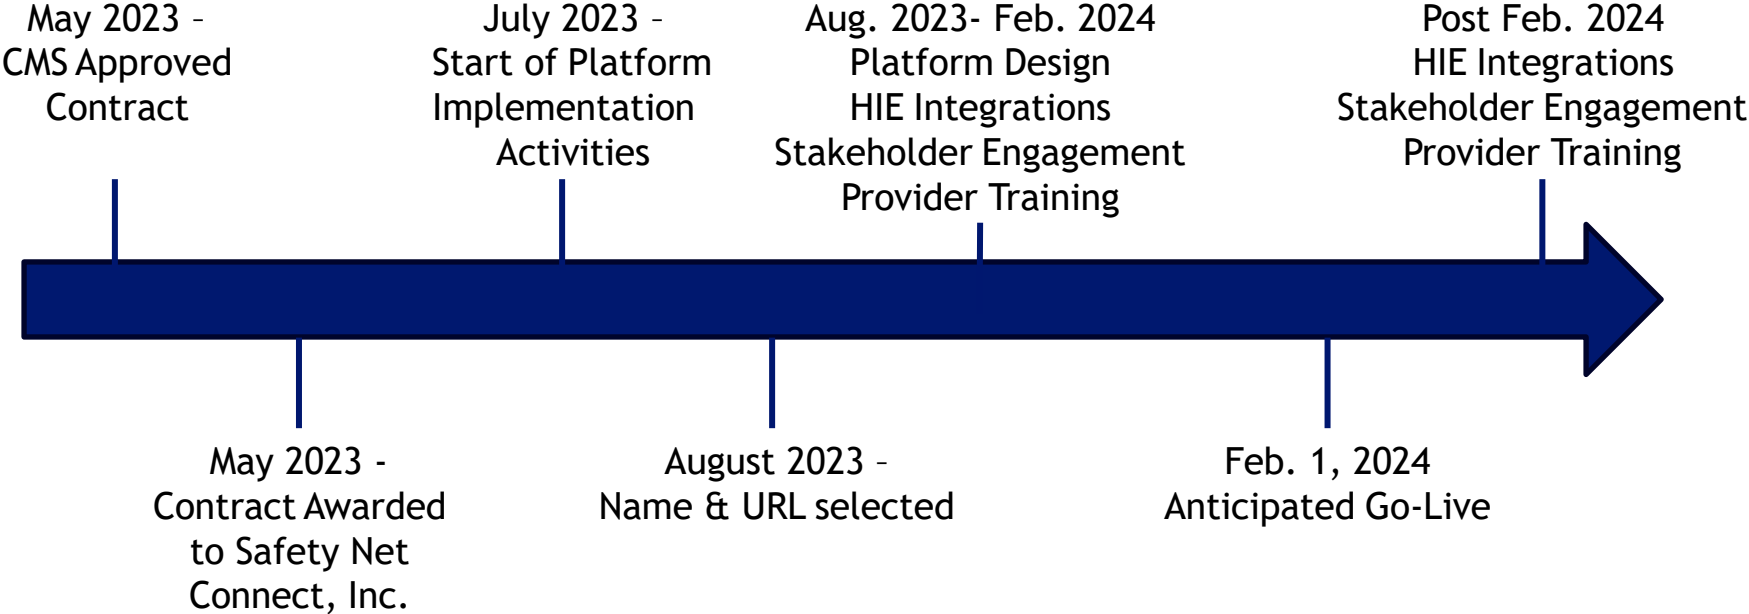 May 2023 –
CMS Approved
Contract
July 2023 –
Start of Platform
Implementation
Activities
Aug. 2023- Feb. 2024
Platform Design
HIE Integrations
Stakeholder Engagement
Provider Training
Post Feb. 2024
HIE Integrations
Stakeholder Engagement
Provider Training
May 2023 -
Contract Awarded
to Safety Net
Connect, Inc.
August 2023 –
Name & URL selected
Feb. 1, 2024
Anticipated Go-Live